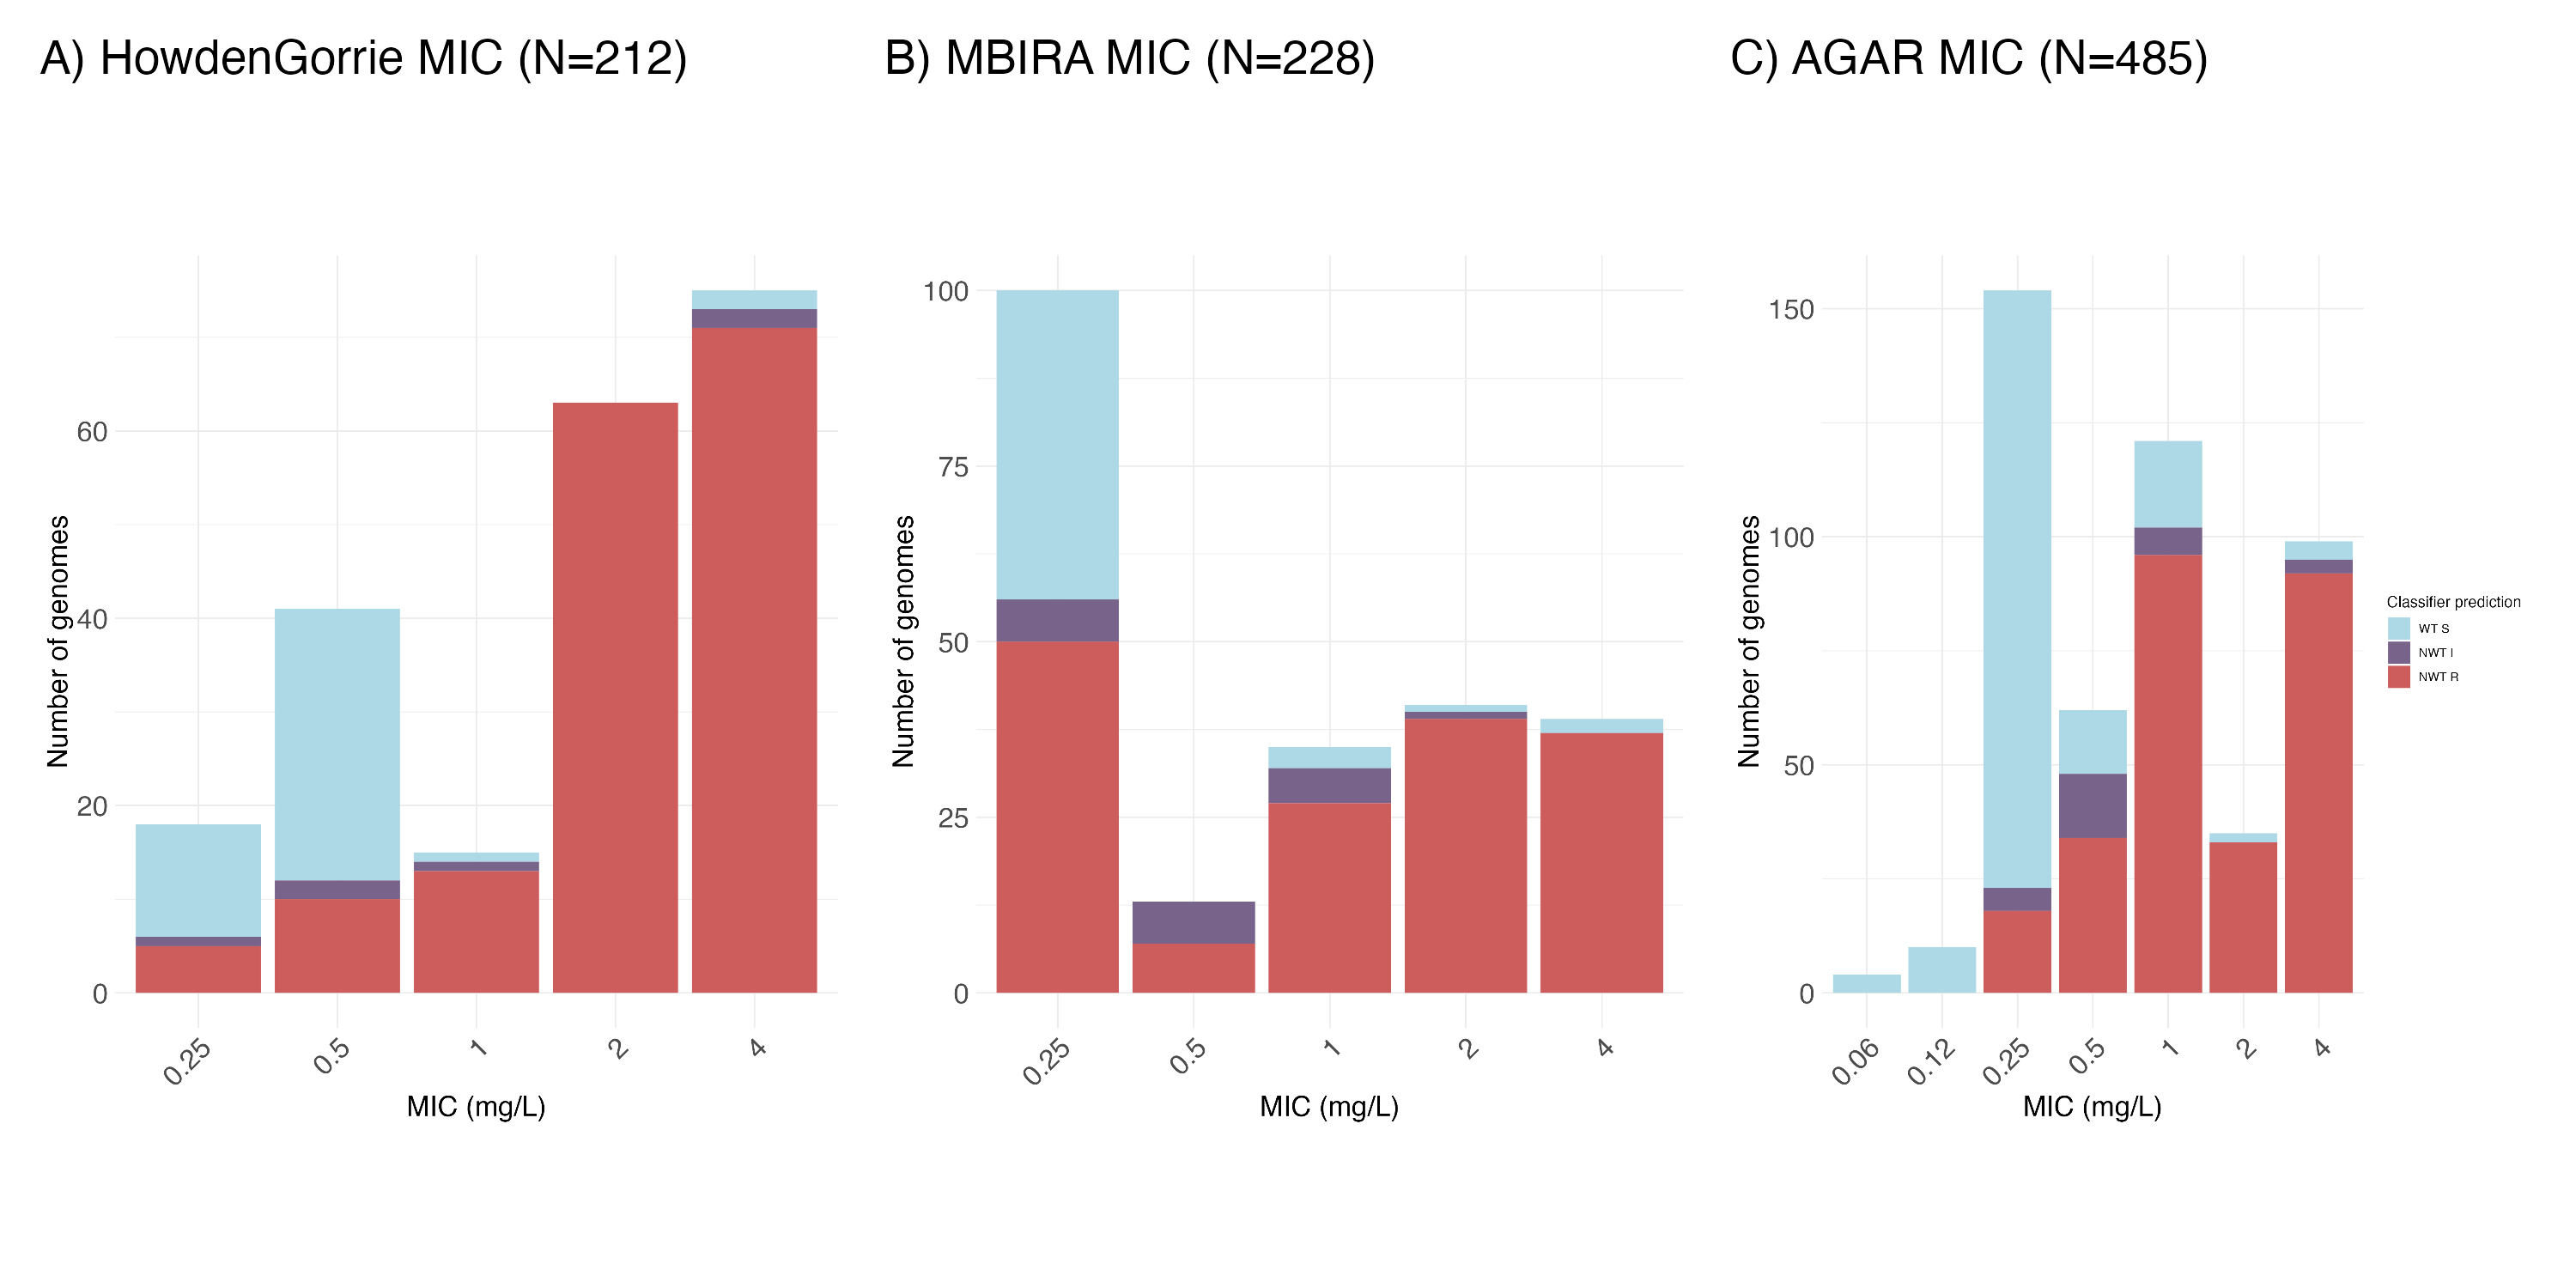 A) HowdenGorrie MIC (N=212)
Number of genomes
60
40
20
0
0.25
0.5
1
2
4
MIC (mg/L)
B) MBIRA MIC (N=228)
Number of genomes
100
75
50
25
0
0.25
0.5
1
2
4
MIC (mg/L)
C) AGAR MIC (N=485)
Number of genomes
150
100
50
0
0.06
0.12
0.25
0.5
1
2
4
MIC (mg/L)
Classifier prediction
WT S
NWT I
NWT R